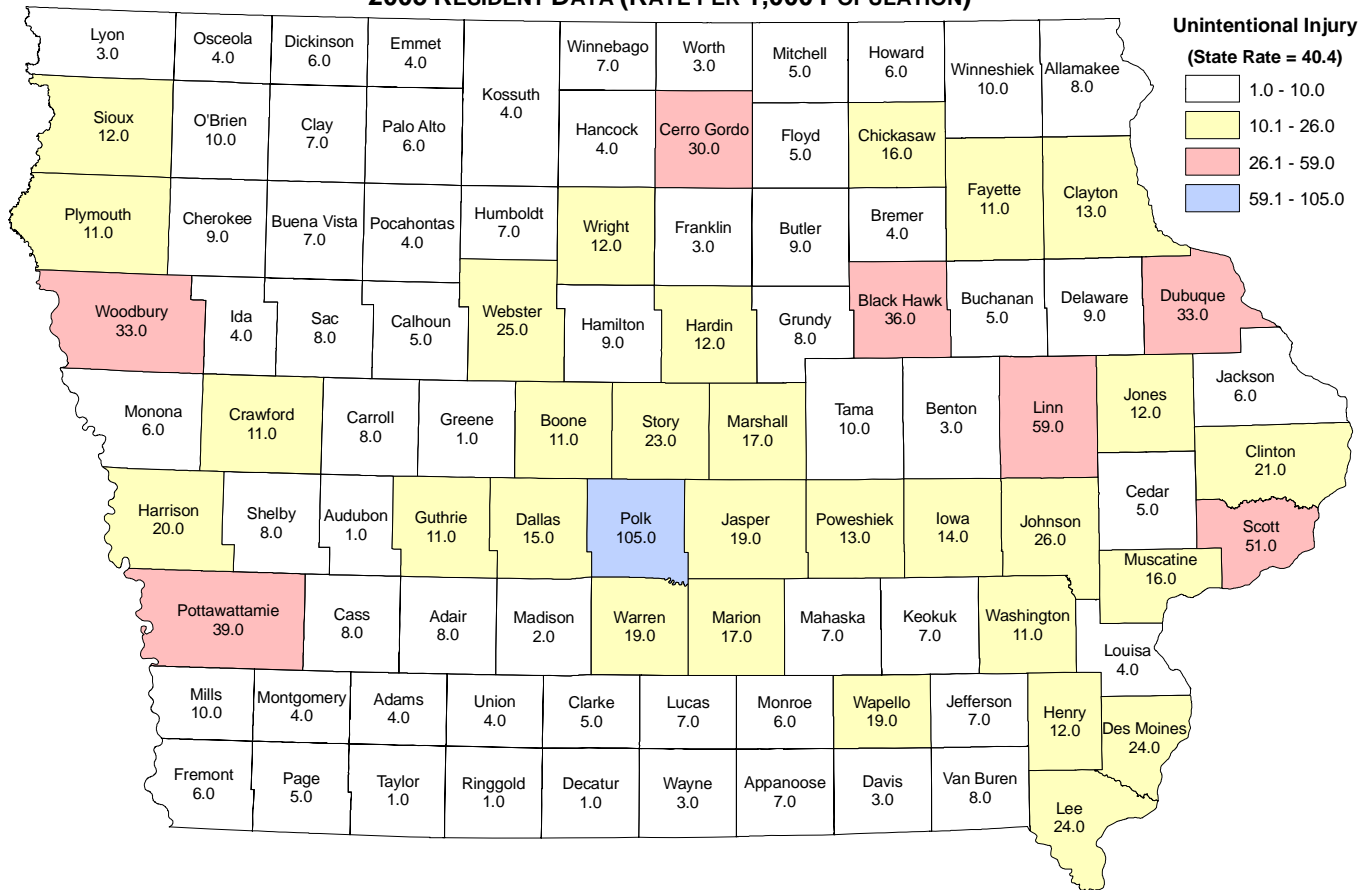 2003 RESIDENT DATA (RATE PER 1,000 POPULATION)
Unintentional Injury
(State Rate = 40.4)
1.0 - 10.0
10.1 - 26.0
26.1 - 59.0
59.1 - 105.0
Lyon
3.0
Osceola
4.0
Dickinson
6.0
Emmet
4.0
Kossuth
4.0
Winnebago
7.0
Worth
3.0
Mitchell
5.0
Howard
6.0
Winneshiek
10.0
Allamakee
8.0
Sioux
12.0
O'Brien
10.0
Clay
7.0
Palo Alto
6.0
Hancock
4.0
Cerro Gordo
30.0
Floyd
5.0
Chickasaw
16.0
Fayette
11.0
Clayton
13.0
Plymouth
11.0
Cherokee
9.0
Buena Vista
7.0
Pocahontas
4.0
Humboldt
7.0
Wright
12.0
Franklin
3.0
Butler
9.0
Bremer
4.0
Woodbury
33.0
Ida
4.0
Sac
8.0
Calhoun
5.0
Webster
25.0
Hamilton
9.0
Hardin
12.0
Grundy
8.0
Black Hawk
36.0
Buchanan
5.0
Delaware
9.0
Dubuque
33.0
Monona
6.0
Crawford
11.0
Carroll
8.0
Greene
1.0
Boone
11.0
Story
23.0
Marshall
17.0
Tama
10.0
Benton
3.0
Linn
59.0
Jones
12.0
Jackson
6.0
Clinton
21.0
Harrison
20.0
Shelby
8.0
Audubon
1.0
Guthrie
11.0
Dallas
15.0
Polk
105.0
Jasper
19.0
Poweshiek
13.0
Iowa
14.0
Johnson
26.0
Cedar
5.0
Scott
51.0
Muscatine
16.0
Pottawattamie
39.0
Cass
8.0
Adair
8.0
Madison
2.0
Warren
19.0
Marion
17.0
Mahaska
7.0
Keokuk
7.0
Washington
11.0
Louisa
4.0
Mills
10.0
Montgomery
4.0
Adams
4.0
Union
4.0
Clarke
5.0
Lucas
7.0
Monroe
6.0
Wapello
19.0
Jefferson
7.0
Henry
12.0
Des Moines
24.0
Fremont
6.0
Page
5.0
Taylor
1.0
Ringgold
1.0
Decatur
1.0
Wayne
3.0
Appanoose
7.0
Davis
3.0
Van Buren
8.0
Lee
24.0